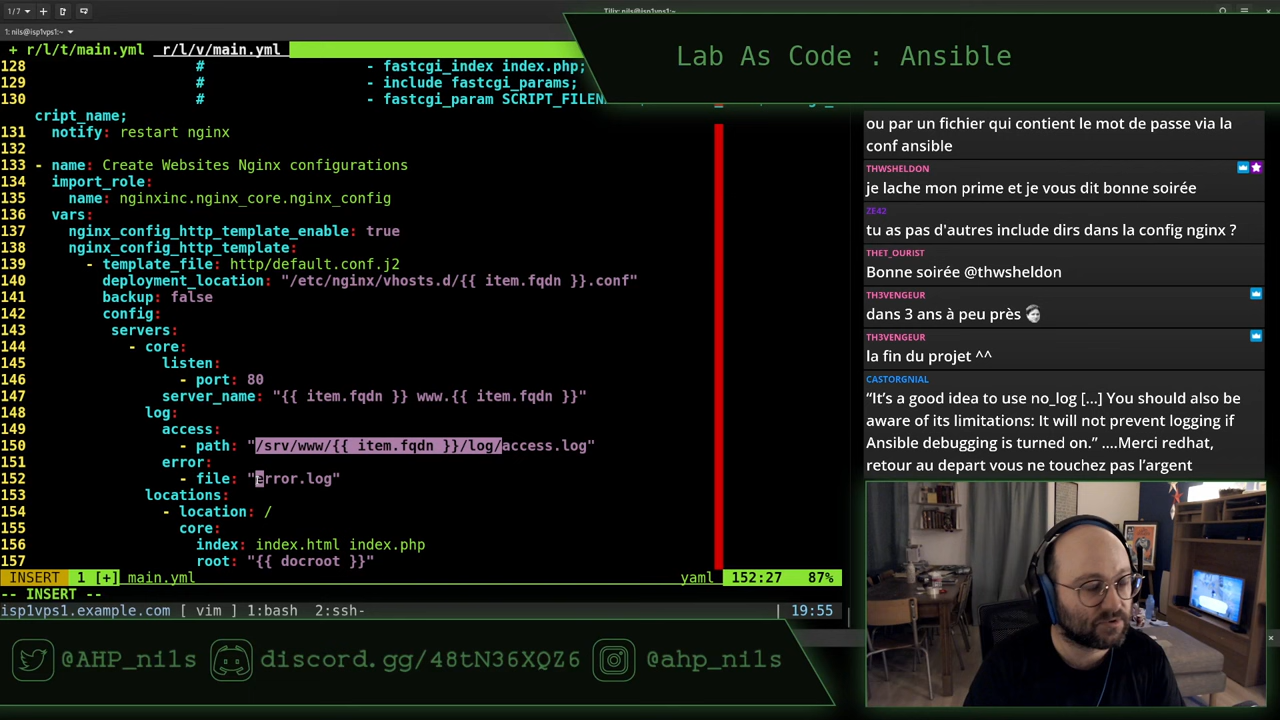 1/7
Tilix: nils@isp1vps1:~
1: nils@isp1vps1:~
+ r/l/t/main.yml r/l/v/main.yml
Lab As Code : Ansible
128 # - fastcgi_index index.php;
129 # - include fastcgi_params;
130 # - fastcgi_param SCRIPT_FILEN
cript_name;
131 notify: restart nginx
132
133 - name: Create Websites Nginx configurations
134 import_role:
135 name: nginxinc.nginx_core.nginx_config
136 vars:
137 nginx_config_http_template_enable: true
138 nginx_config_http_template:
139 - template_file: http/default.conf.j2
140 deployment_location: "/etc/nginx/vhosts.d/{{ item.fqdn }}.conf"
141 backup: false
142 config:
143 servers:
144 - core:
145 listen:
146 - port: 80
147 server_name: "{{ item.fqdn }} www.{{ item.fqdn }}"
148 log:
149 access:
150 - path: "/srv/www/{{ item.fqdn }}/log/access.log"
151 error:
152 - file: "error.log"
153 locations:
154 - location: /
155 core:
156 index: index.html index.php
157 root: "{{ docroot }}"
INSERT 1 [+] main.yml yaml 152:27 87%
-- INSERT --
isp1vps1.example.com [ vim ] 1:bash 2:ssh- | 19:55
ou par un fichier qui contient le mot de passe via la
conf ansible
THWSHELDON
je lache mon prime et je vous dit bonne soirée
ZE42
tu as pas d'autres include dirs dans la config nginx ?
THET_OURIST
Bonne soirée @thwsheldon
TH3VENGEUR
dans 3 ans à peu près
TH3VENGEUR
la fin du projet ^^
CASTORGNIAL
“It’s a good idea to use no_log [...] You should also
be aware of its limitations: It will not prevent logging if
Ansible debugging is turned on.” ....Merci redhat,
retour au depart vous ne touchez pas l’argent
@AHP_nils discord.gg/48tN36XQZ6 @ahp_nils